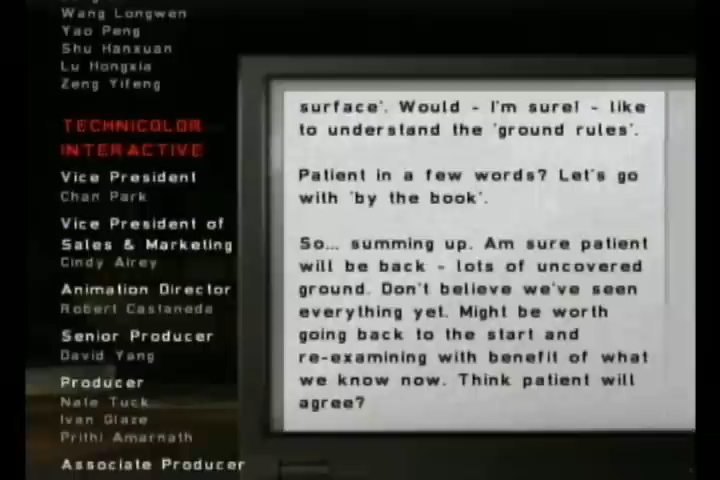 Wang Longwen
Yao Peng
Shu Hanxuan
Lu Hongxia
Zeng Yifeng
TECHNICOLOR
INTERACTIVE
Vice President
Chan Park
Vice President of
Sales & Marketing
Cindy Airey
Animation Director
Robert Castaneda
Senior Producer
David Yang
Producer
Nate Tuck
Ivan Glaze
Prithi Amarnath
Associate Producer
surface'. Would - I'm sure! - like
to understand the 'ground rules'.
Patient in a few words? Let's go
with 'by the book'.
So... summing up. Am sure patient
will be back - lots of uncovered
ground. Don't believe we've seen
everything yet. Might be worth
going back to the start and
re-examining with benefit of what
we know now. Think patient will
agree?